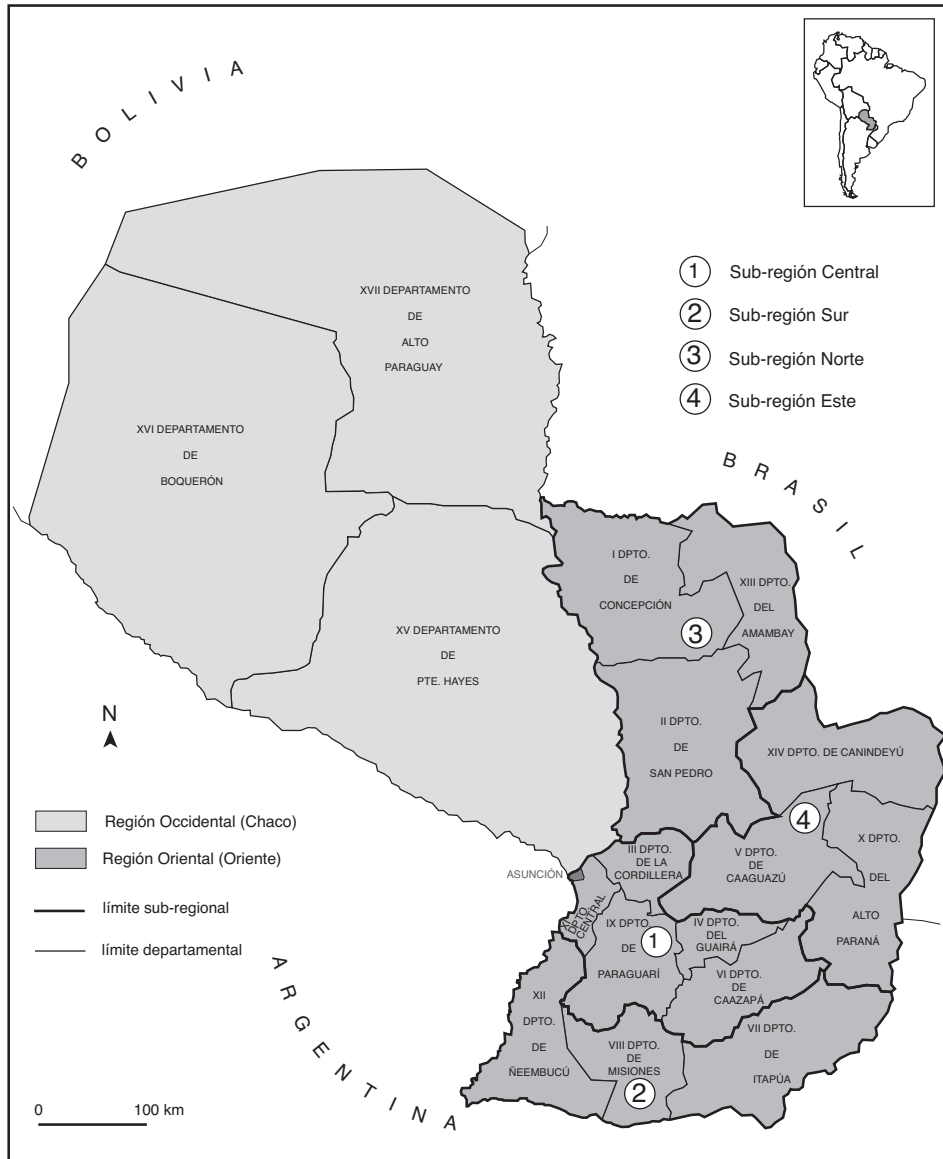 BOLIVIA
1 Sub-región Central
2 Sub-región Sur
3 Sub-región Norte
4 Sub-región Este
XVII DEPARTAMENTO
DE
ALTO
PARAGUAY
XVI DEPARTAMENTO
DE
BOQUERÓN
BRASIL
I DPTO.
DE
CONCEPCIÓN
XIII DPTO.
DEL
AMAMBAY
3
XV DEPARTAMENTO
DE
PTE. HAYES
N
II DPTO.
DE
SAN PEDRO
XIV DPTO. DE CANINDEYÚ
4
Región Occidental (Chaco)
Región Oriental (Oriente)
límite sub-regional
límite departamental
ASUNCIÓN
III DPTO.
DE LA
CORDILLERA
V DPTO.
DE
CAAGUAZÚ
X DPTO.
DEL
ALTO
PARANÁ
XI
DPTO.
CENTRAL
IX DPTO.
DE
PARAGUARÍ
1
IV DPTO.
DEL
GUAIRÁ
VI DPTO.
DE
CAAZAPÁ
XII
DPTO.
DE
ÑEEMBUCÚ
VIII DPTO.
DE
MISIONES
2
VII DPTO.
DE
ITAPÚA
ARGENTINA
0 100 km